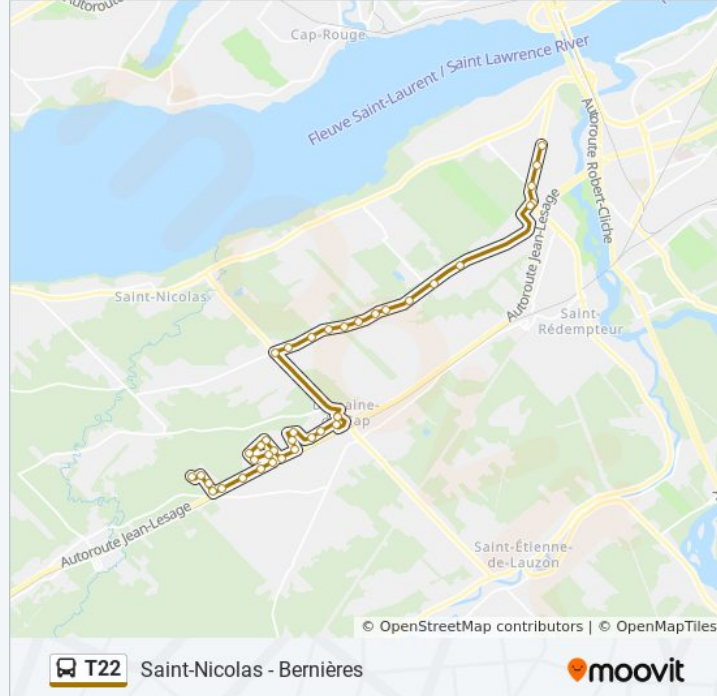 Autoroute
Cap-Rouge
Fleuve Saint-Laurent / Saint Lawrence River
Autoroute Robert-Cliche
Autoroute Jean-Lesage
Saint-Nicolas
Saint-
Rédempteur
Autoroute Jean-Lesage
Saint-Étienne-
de-Lauzon
© OpenStreetMap contributors | © OpenMapTiles
T22 Saint-Nicolas - Bernières
moovit